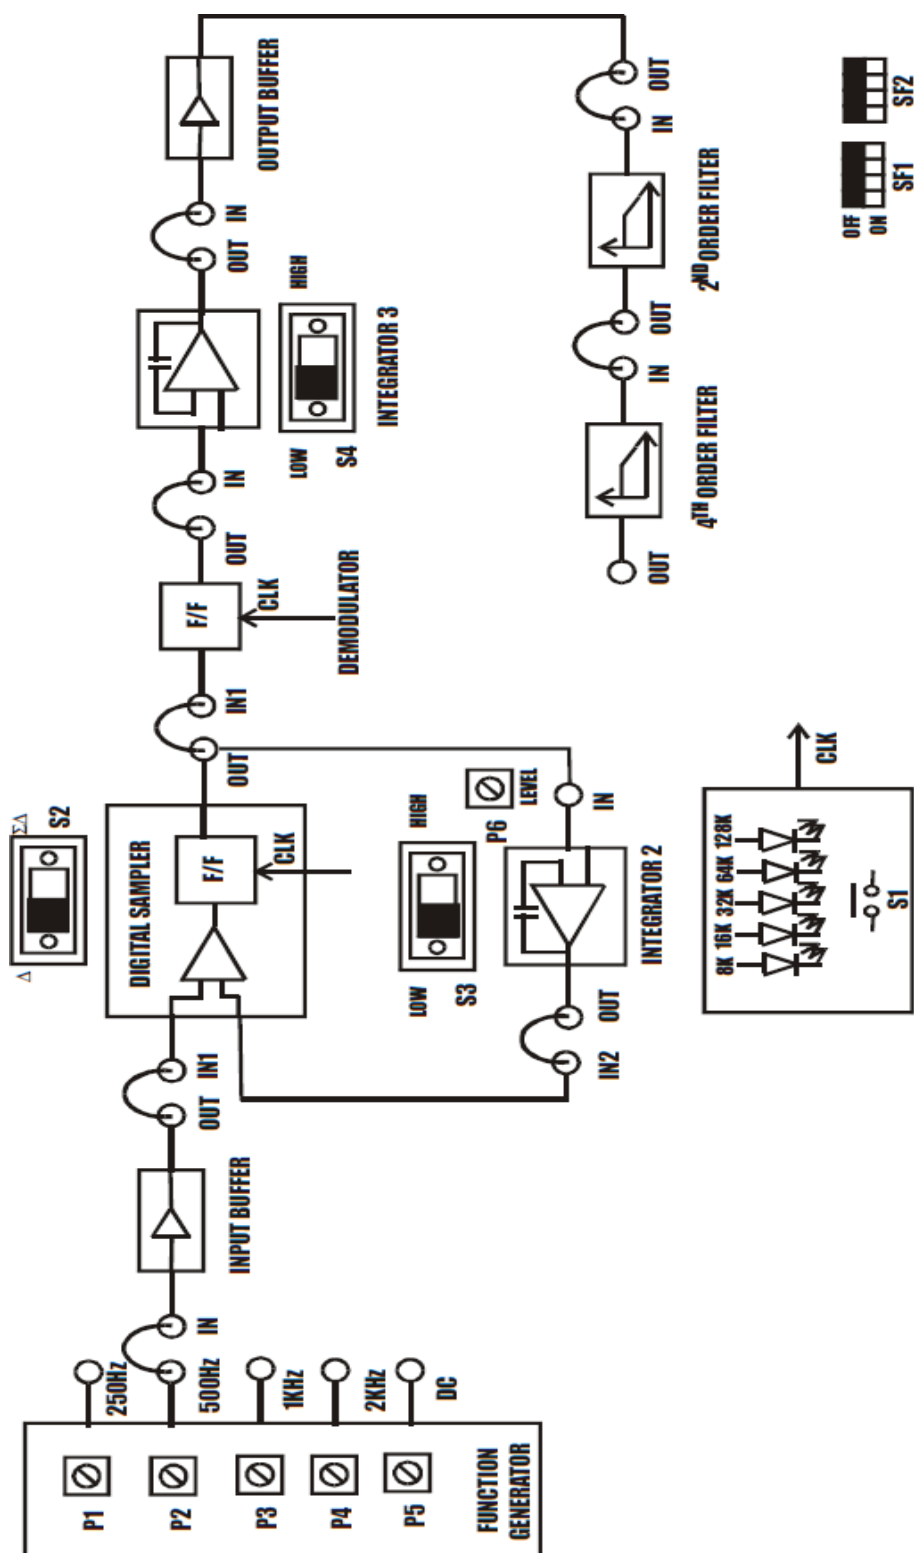 P1
P2
P3
P4
P5
FUNCTION
GENERATOR
250Hz
500Hz
1KHz
2KHz
DC
IN
INPUT BUFFER
OUT
IN1
Δ
ΣΔ
S2
DIGITAL SAMPLER
F/F
CLK
OUT
IN1
F/F
CLK
DEMODULATOR
OUT
IN
LOW
HIGH
S4
INTEGRATOR 3
OUT
IN
OUTPUT BUFFER
LOW
HIGH
S3
P6
LEVEL
IN2
OUT
IN
INTEGRATOR 2
8K
16K
32K
64K
128K
S1
CLK
OUT
4TH ORDER FILTER
IN
OUT
2ND ORDER FILTER
IN
OUT
OFF
ON
SF1
SF2